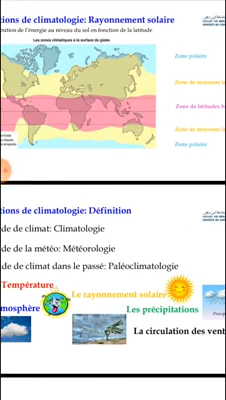 tions de climatologie: Rayonnement solaire
bution de l'énergie au niveau du sol en fonction de la latitude
Les zones climatiques à la surface du globe
Zone polaire
Zone de moyenne la
Zone de latitudes b
Zone de moyenne la
Zone polaire
tions de climatologie: Définition
de de climat: Climatologie
de de la météo: Météorologie
de de climat dans le passé: Paléoclimatologie
Température
Le rayonnement solaire
mosphère
Les précipitations
Précipi
La circulation des vent